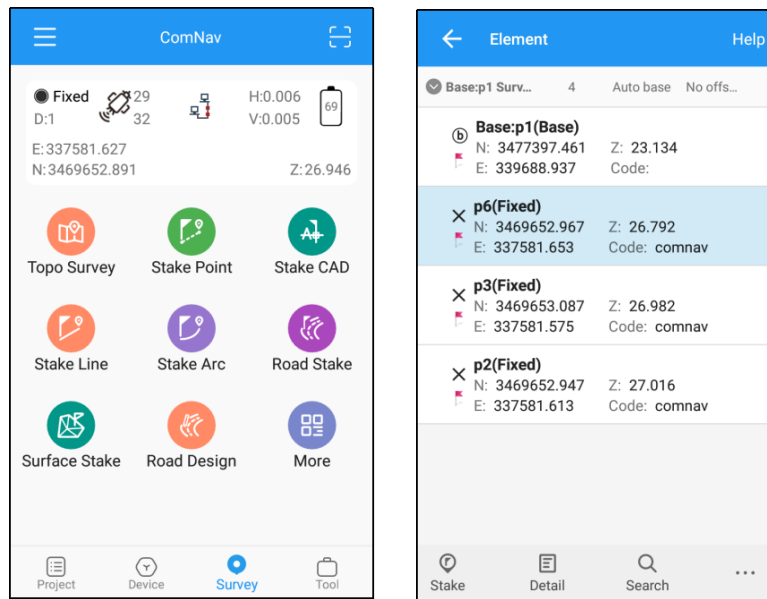 ComNav
Fixed
29
H:0.006
69
D:1
32
V:0.005
E:337581.627
N:3469652.891
Z:26.946
Topo Survey
Stake Point
Stake CAD
Stake Line
Stake Arc
Road Stake
Surface Stake
Road Design
More
Project
Device
Survey
Tool
Element
Help
Base:p1 Surv...
4
Auto base
No offs...
b
Base:p1(Base)
N: 3477397.461
Z: 23.134
E: 339688.937
Code:
p6(Fixed)
N: 3469652.967
Z: 26.792
E: 337581.653
Code: comnav
p3(Fixed)
N: 3469653.087
Z: 26.982
E: 337581.575
Code: comnav
p2(Fixed)
N: 3469652.947
Z: 27.016
E: 337581.613
Code: comnav
Stake
Detail
Search
...